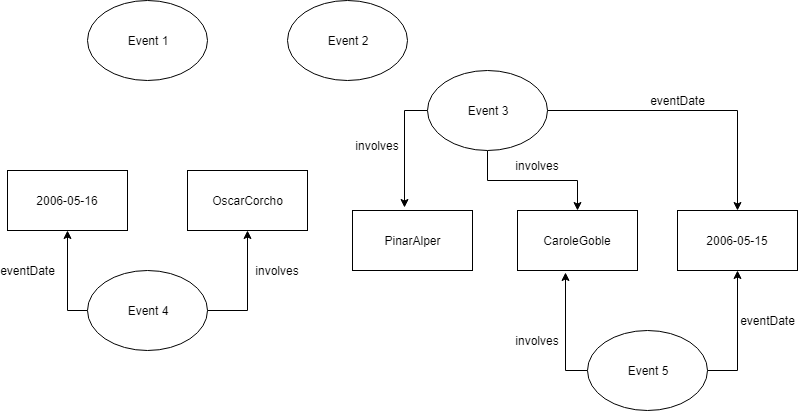 Event 1
Event 2
Event 3
eventDate
involves
involves
2006-05-16
OscarCorcho
PinarAlper
CaroleGoble
2006-05-15
eventDate
involves
Event 4
involves
eventDate
Event 5